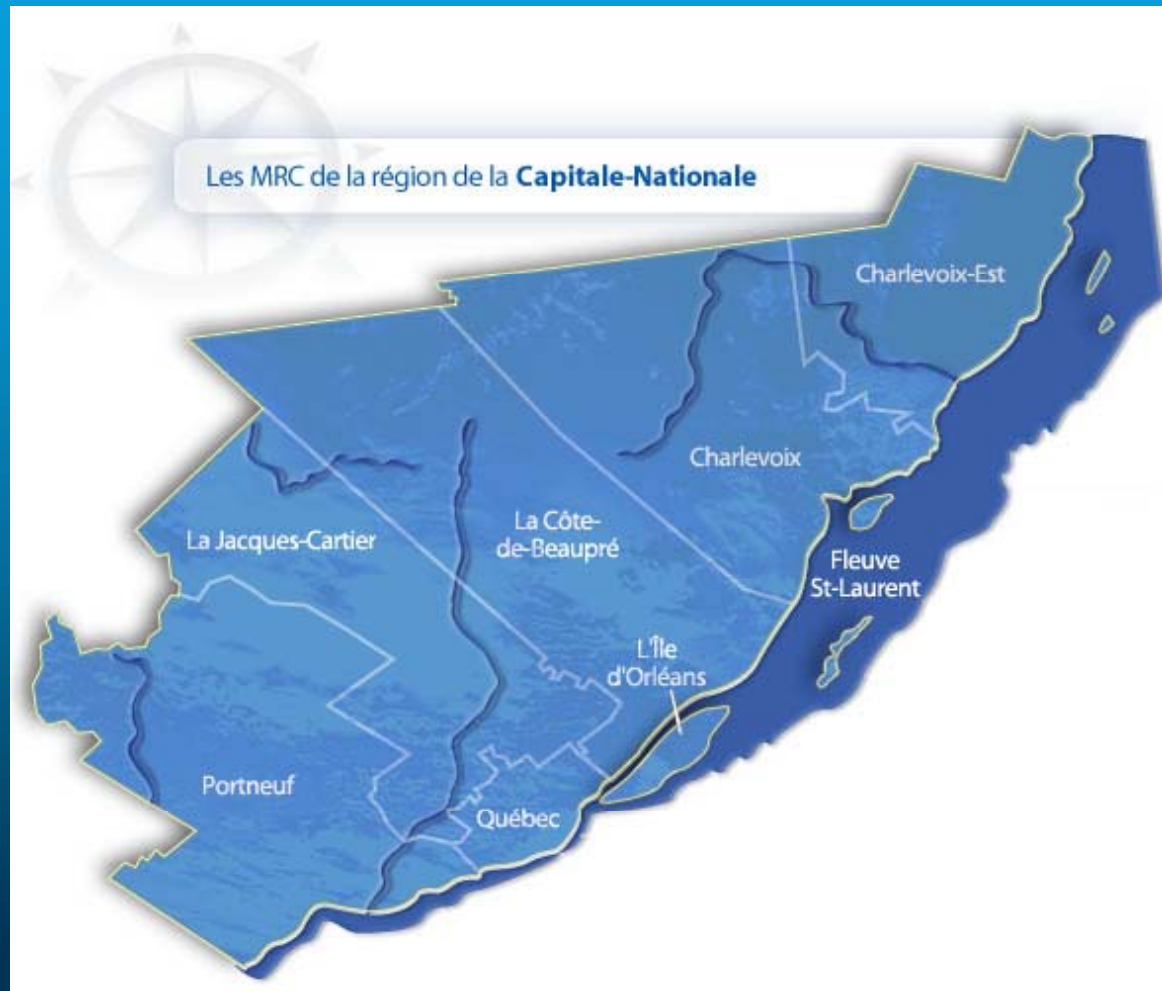 Les MRC de la région de la Capitale-Nationale
Charlevoix-Est
Charlevoix
La Jacques-Cartier
La Côte-
de-Beaupré
Fleuve
St-Laurent
L'Île
d'Orléans
Portneuf
Québec